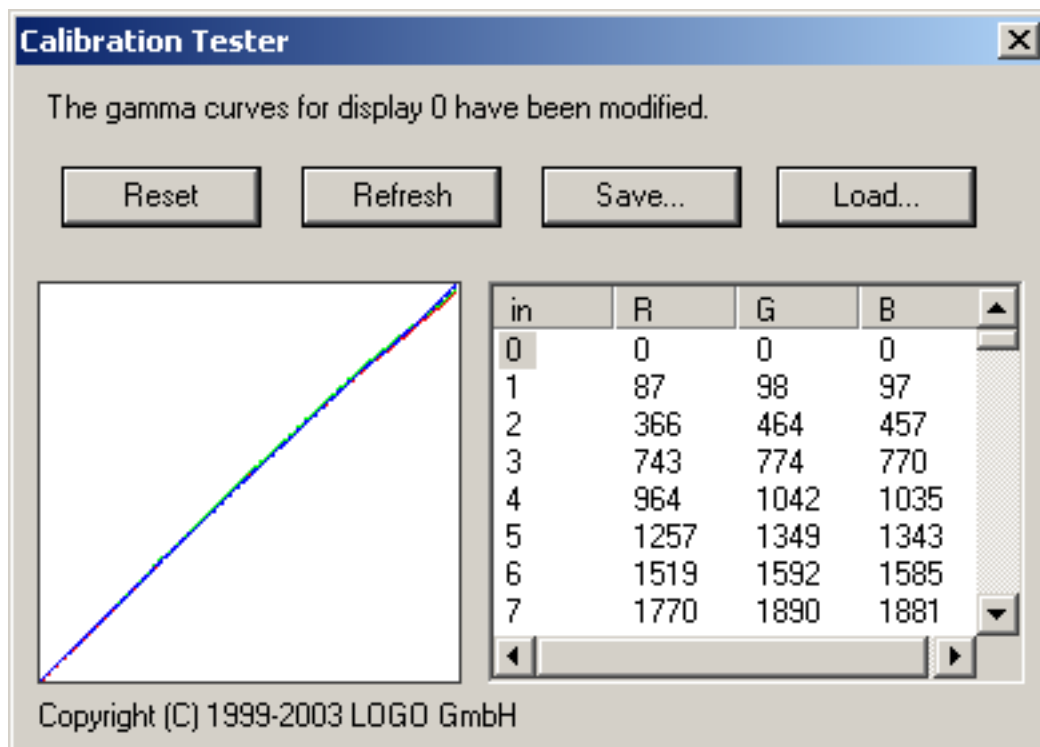 Calibration Tester
The gamma curves for display 0 have been modified.
Reset Refresh Save... Load...
in R G B
0 0 0 0
1 87 98 97
2 366 464 457
3 743 774 770
4 964 1042 1035
5 1257 1349 1343
6 1519 1592 1585
7 1770 1890 1881
Copyright (C) 1999-2003 LOGO GmbH